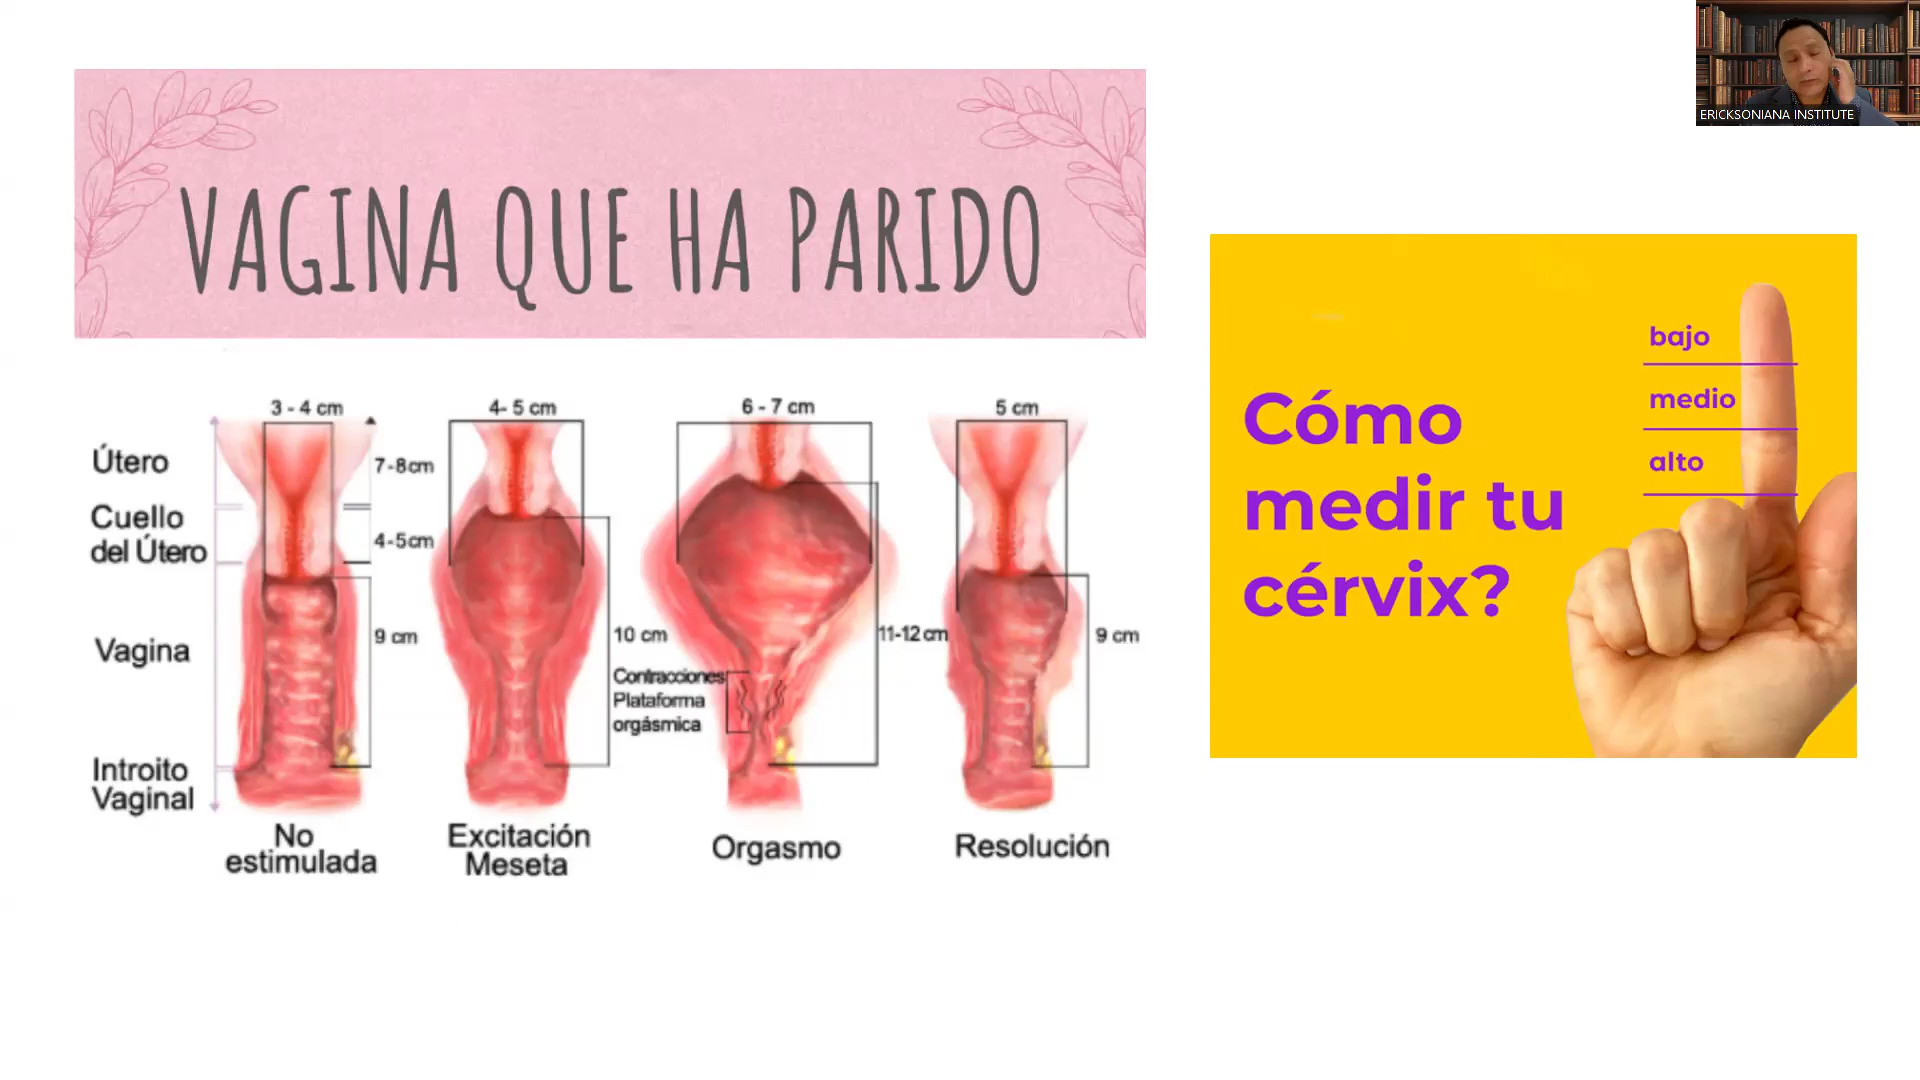 ERICKSONIANA INSTITUTE
VAGINA QUE HA PARIDO
3 - 4 cm
4- 5 cm
6 - 7 cm
5 cm
Útero
7-8cm
Cuello
del Útero
4-5cm
Vagina
9 cm
10 cm
11-12cm
9 cm
Contracciones
Plataforma
orgásmica
Introito
Vaginal
No
estimulada
Excitación
Meseta
Orgasmo
Resolución
Cómo
medir tu
cérvix?
bajo
medio
alto